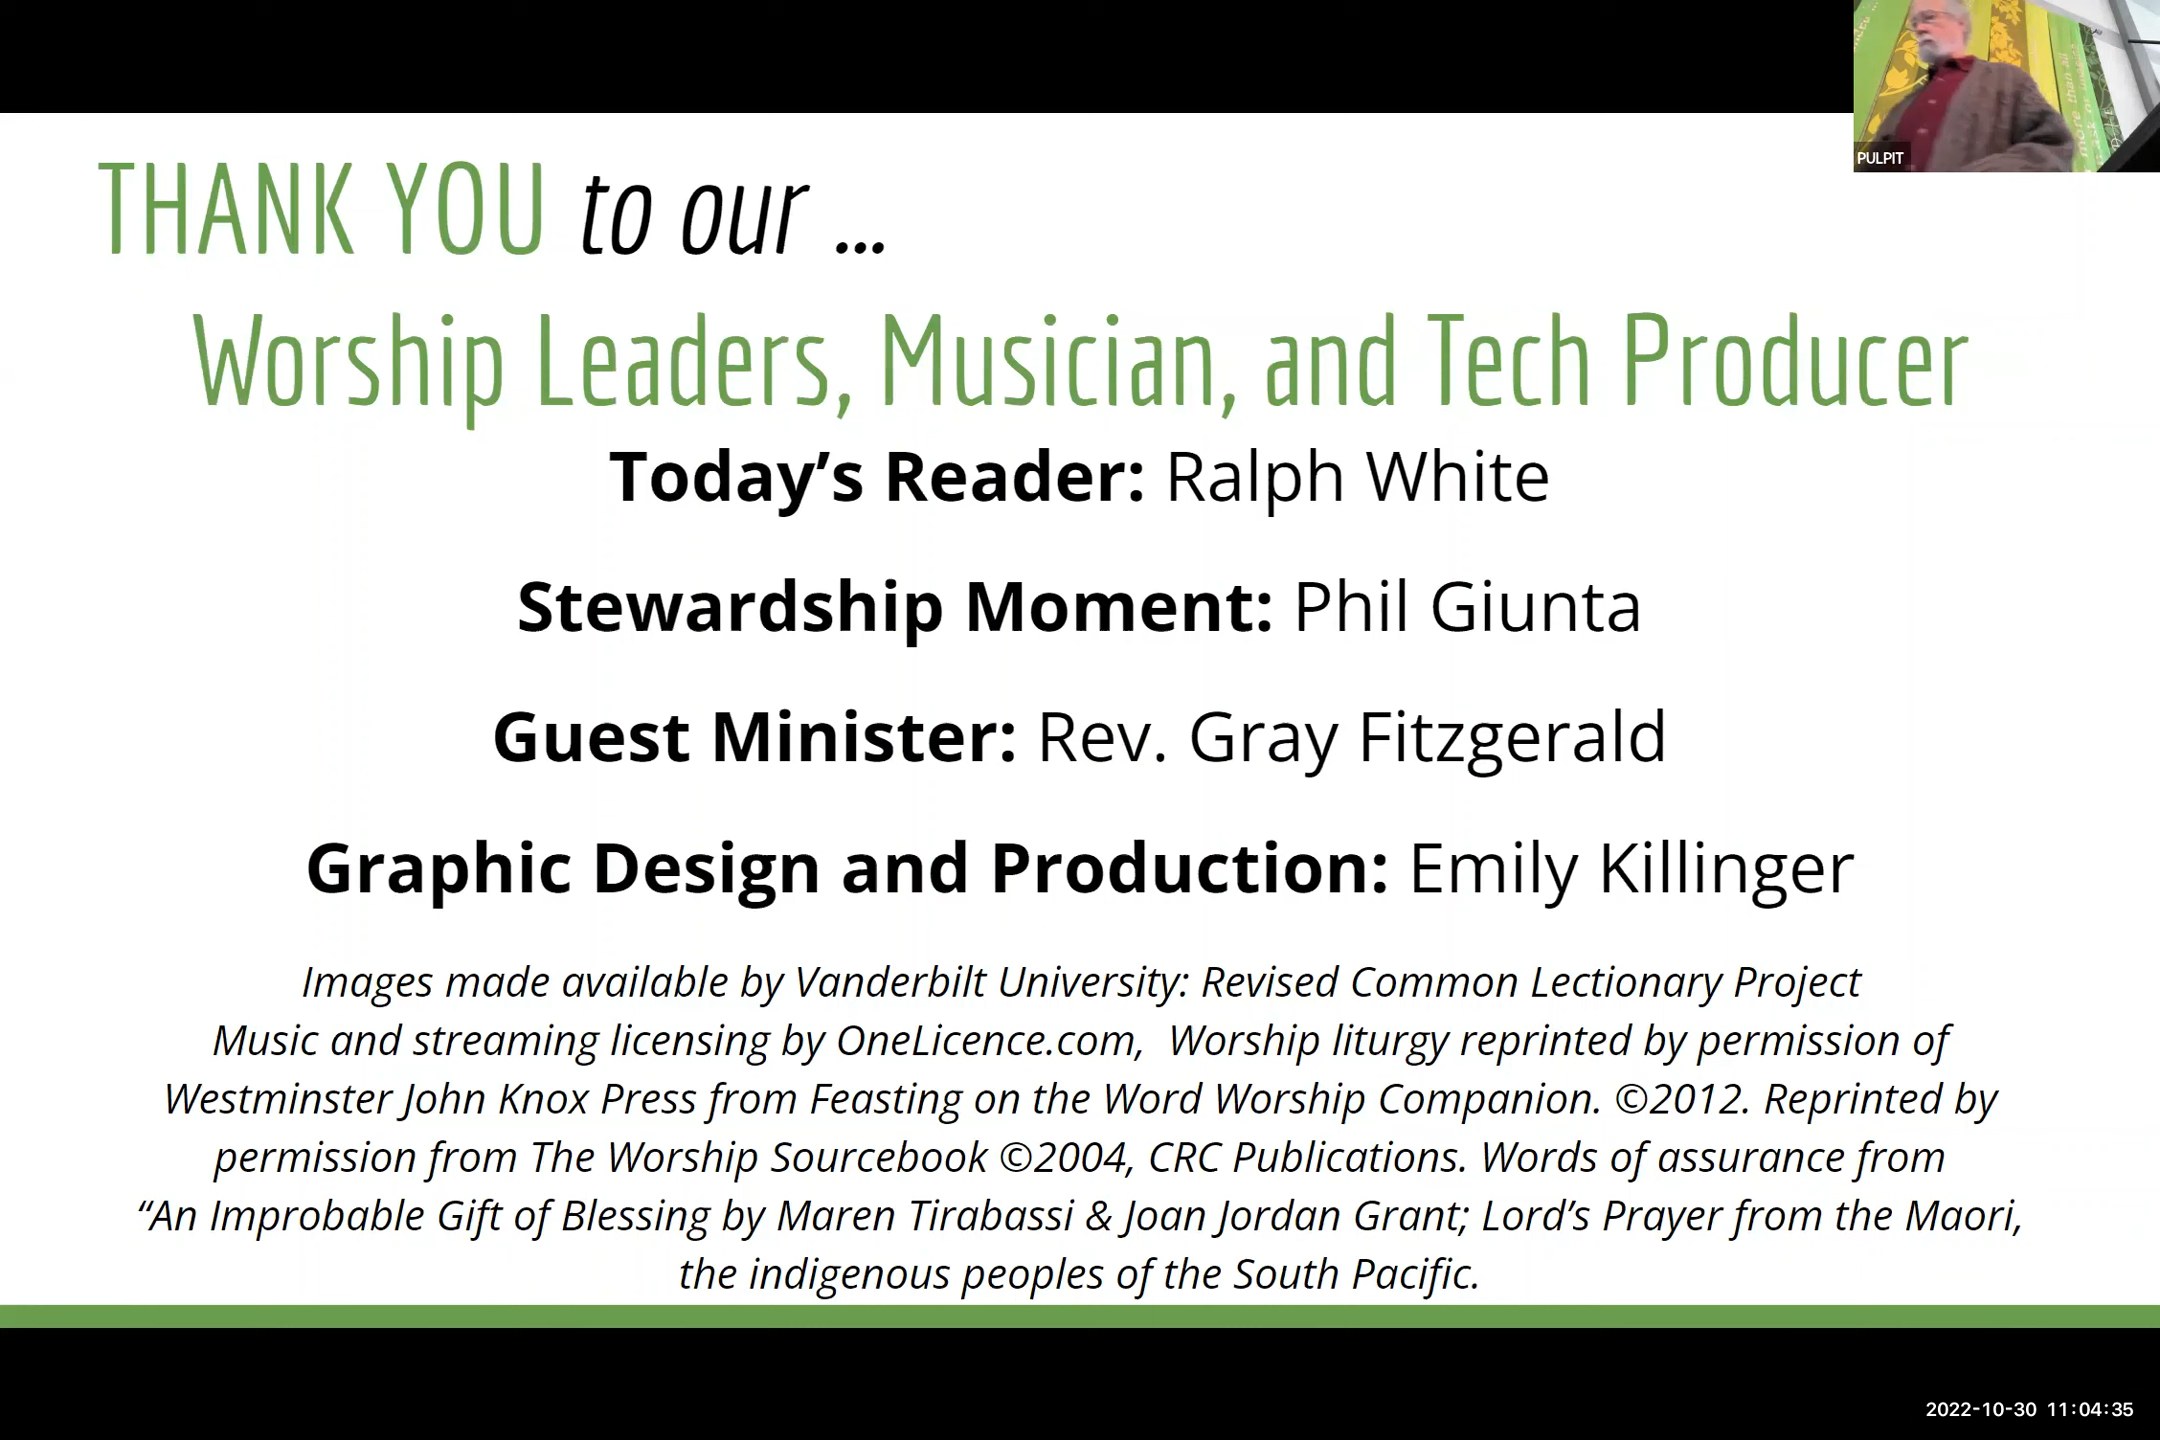 THANK YOU to our ...
Worship Leaders, Musician, and Tech Producer
Today’s Reader: Ralph White
Stewardship Moment: Phil Giunta
Guest Minister: Rev. Gray Fitzgerald
Graphic Design and Production: Emily Killinger
Images made available by Vanderbilt University: Revised Common Lectionary Project
Music and streaming licensing by OneLicence.com,  Worship liturgy reprinted by permission of
Westminster John Knox Press from Feasting on the Word Worship Companion. ©2012. Reprinted by
permission from The Worship Sourcebook ©2004, CRC Publications. Words of assurance from
“An Improbable Gift of Blessing by Maren Tirabassi & Joan Jordan Grant; Lord’s Prayer from the Maori,
the indigenous peoples of the South Pacific.
PULPIT
more than all
2022-10-30 11:04:35